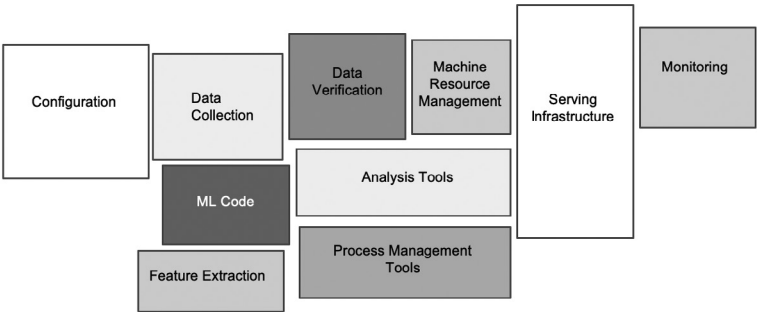 Configuration
Data
Collection
Data
Verification
Machine
Resource
Management
Serving
Infrastructure
Monitoring
ML Code
Analysis Tools
Feature Extraction
Process Management
Tools